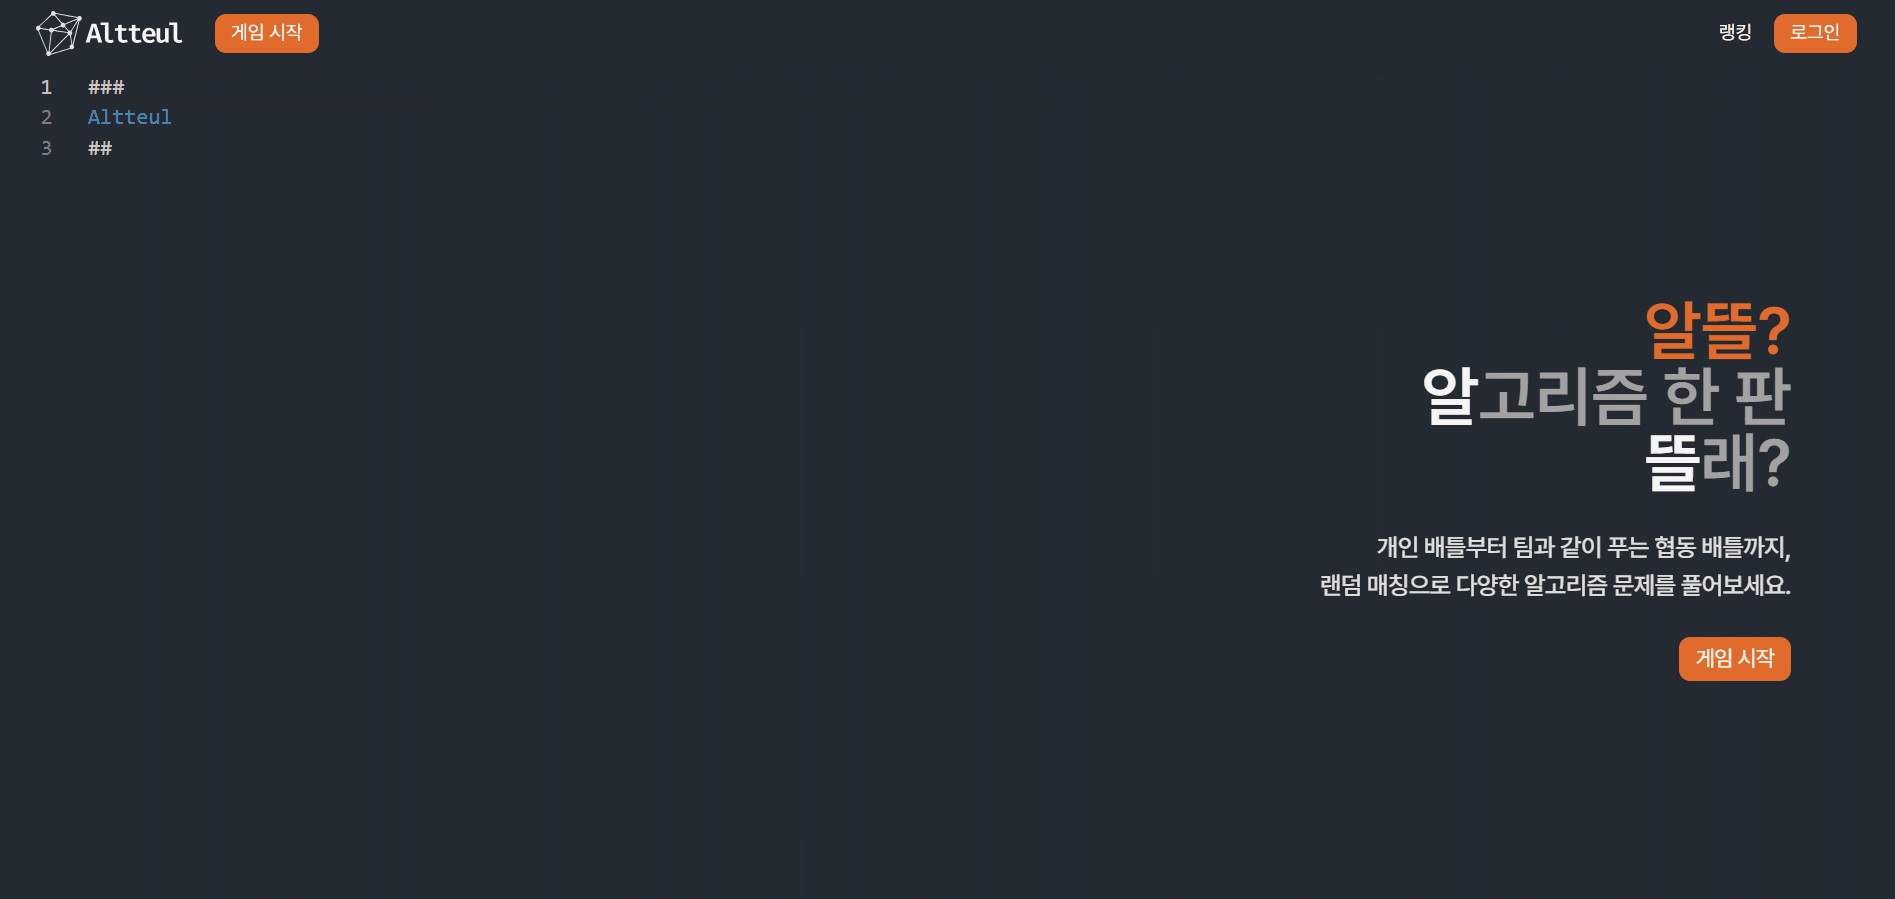 Altteul
게임 시작
랭킹
로그인
1 ###
2 Altteul
3 ##
알뜰?
알고리즘 한 판
뜰래?
개인 배틀부터 팀과 같이 푸는 협동 배틀까지,
랜덤 매칭으로 다양한 알고리즘 문제를 풀어보세요.
게임 시작